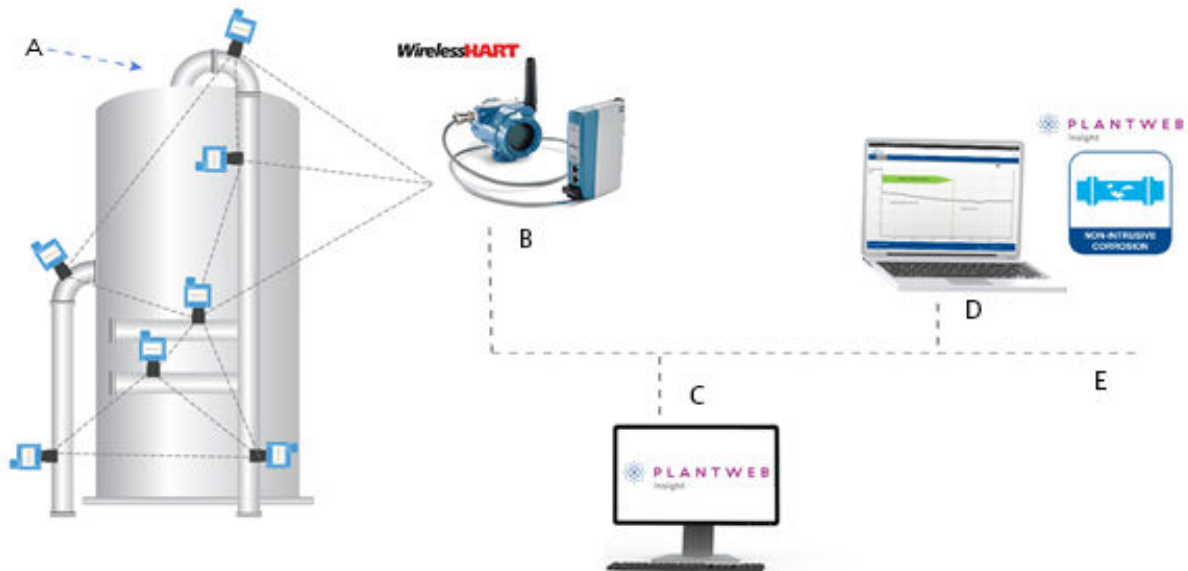 A
WirelessHART
B
PLANTWEB
Insight
NON-INTRUSIVE
CORROSION
D
E
C
PLANTWEB
Insight